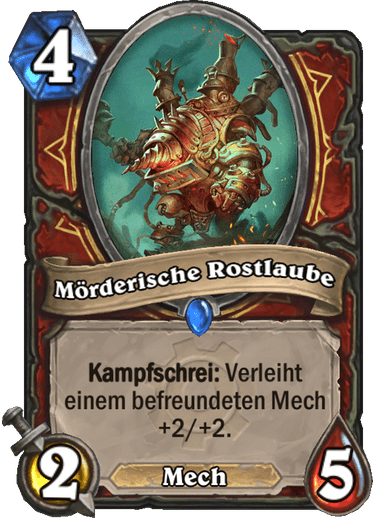 4
Mörderische Rostlaube
Kampfschrei: Verleiht
einem befreundeten Mech
+2/+2.
2
Mech
5